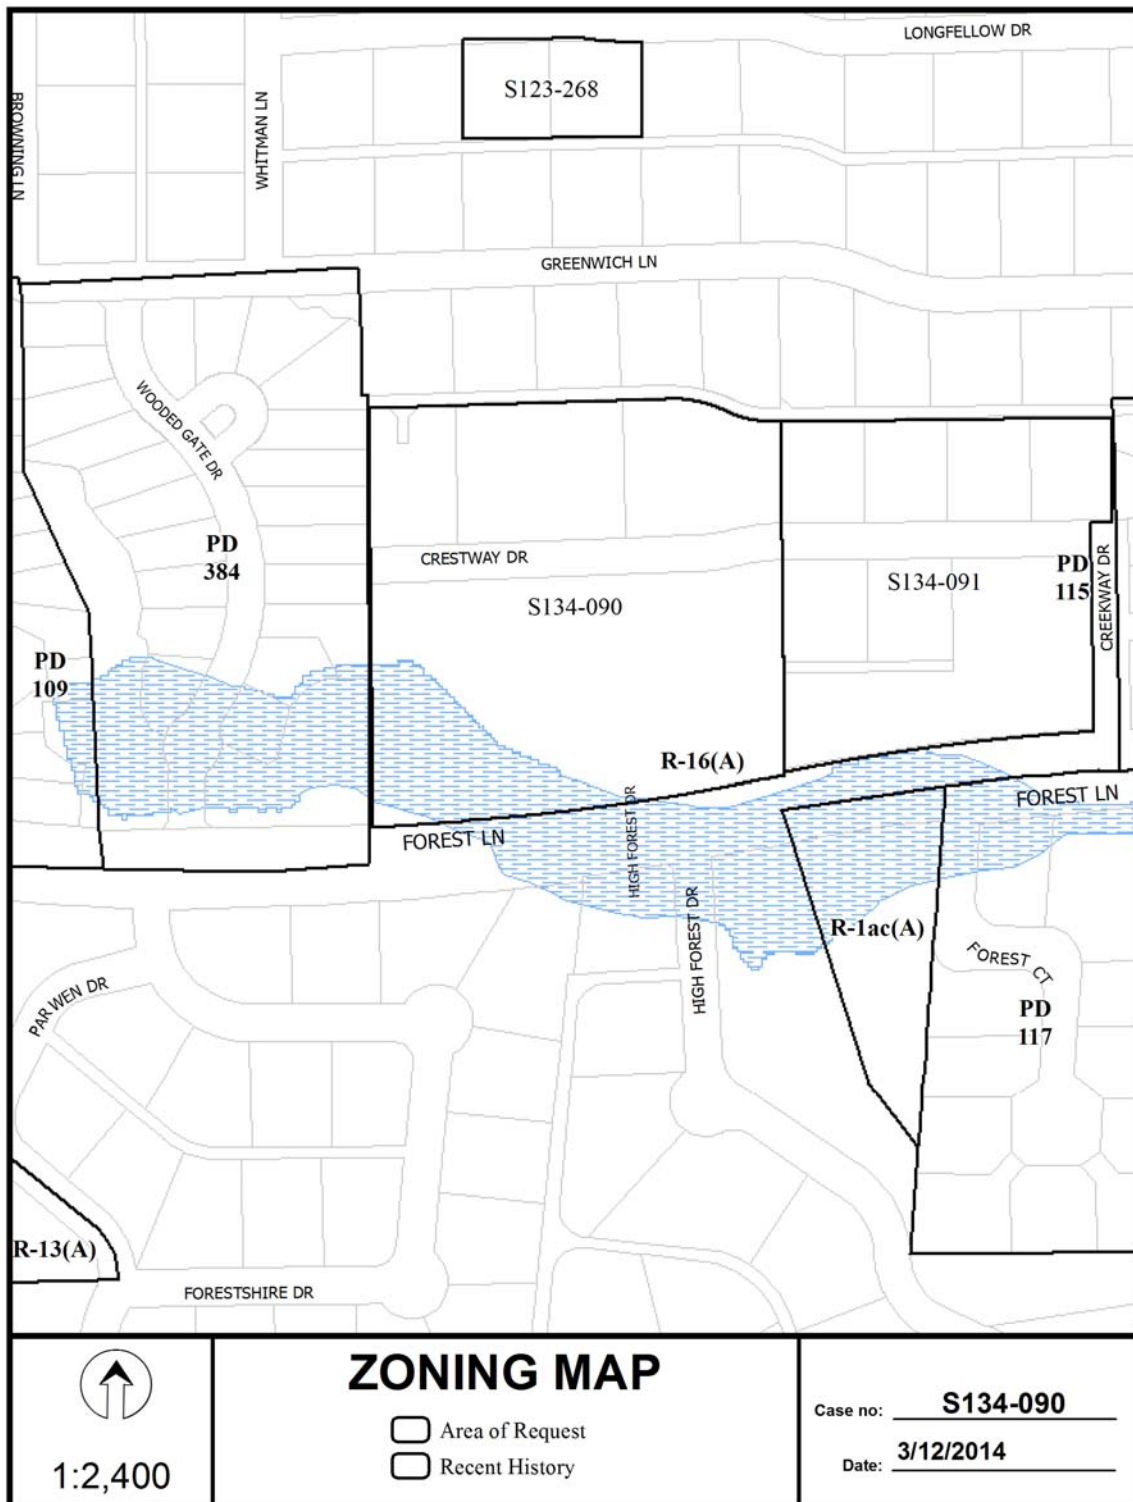 LONGFELLOW DR
S123-268
BROWNING LN
WHITMAN LN
GREENWICH LN
WOODED GATE DR
PD
384
CRESTWAY DR
S134-090
S134-091
PD
115
CREEKWAY DR
PD
109
R-16(A)
FOREST LN
HIGH FOREST DR
FOREST LN
HIGH FOREST DR
R-1ac(A)
FOREST CT
PD
117
PARWEN DR
R-13(A)
FORESTSHIRE DR
1:2,400
ZONING MAP
Area of Request
Recent History
Case no: S134-090
Date: 3/12/2014